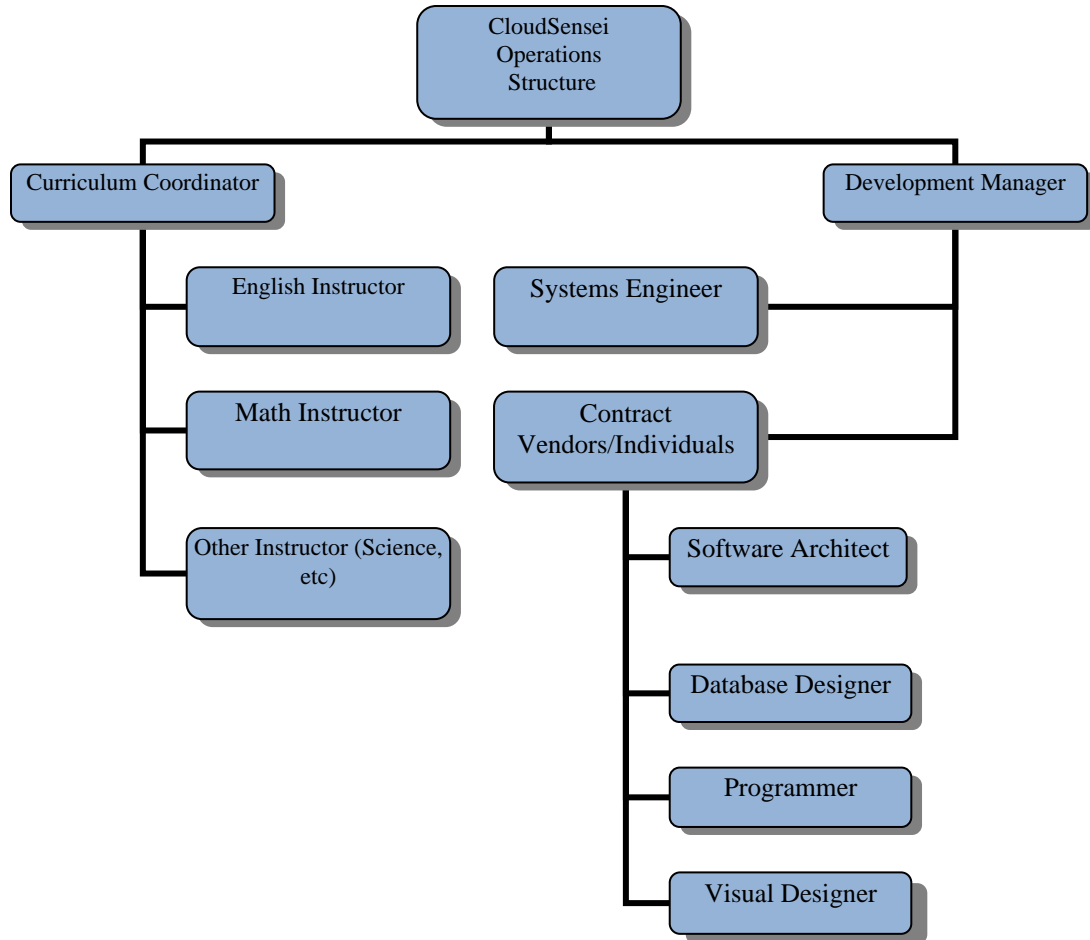 CloudSensei
Operations
Structure
Curriculum Coordinator
Development Manager
English Instructor
Systems Engineer
Math Instructor
Contract
Vendors/Individuals
Other Instructor (Science,
etc)
Software Architect
Database Designer
Programmer
Visual Designer